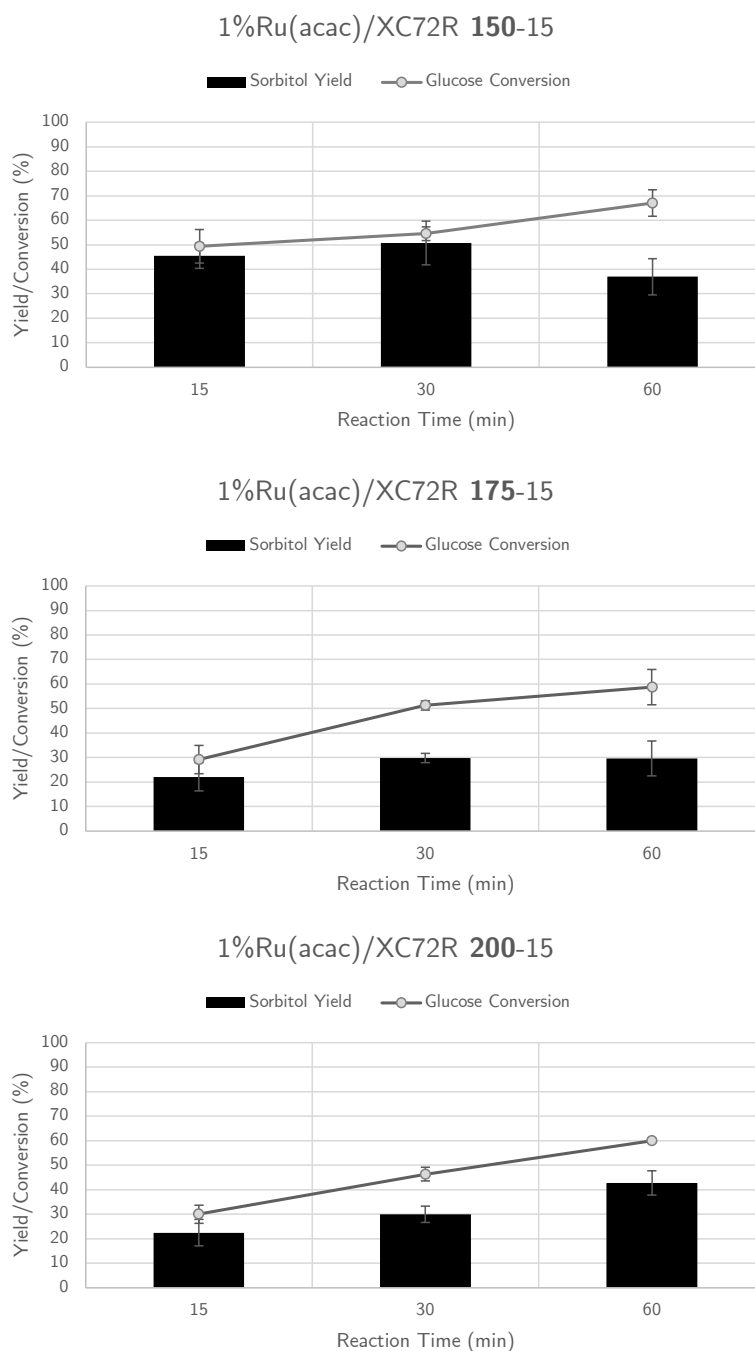 1%Ru(acac)/XC72R 150-15
Sorbitol Yield Glucose Conversion
100
90
80
70
60
50
40
30
20
10
0
Yield/Conversion (%)
15 30 60
Reaction Time (min)
1%Ru(acac)/XC72R 175-15
Sorbitol Yield Glucose Conversion
100
90
80
70
60
50
40
30
20
10
0
Yield/Conversion (%)
15 30 60
Reaction Time (min)
1%Ru(acac)/XC72R 200-15
Sorbitol Yield Glucose Conversion
100
90
80
70
60
50
40
30
20
10
0
Yield/Conversion (%)
15 30 60
Reaction Time (min)